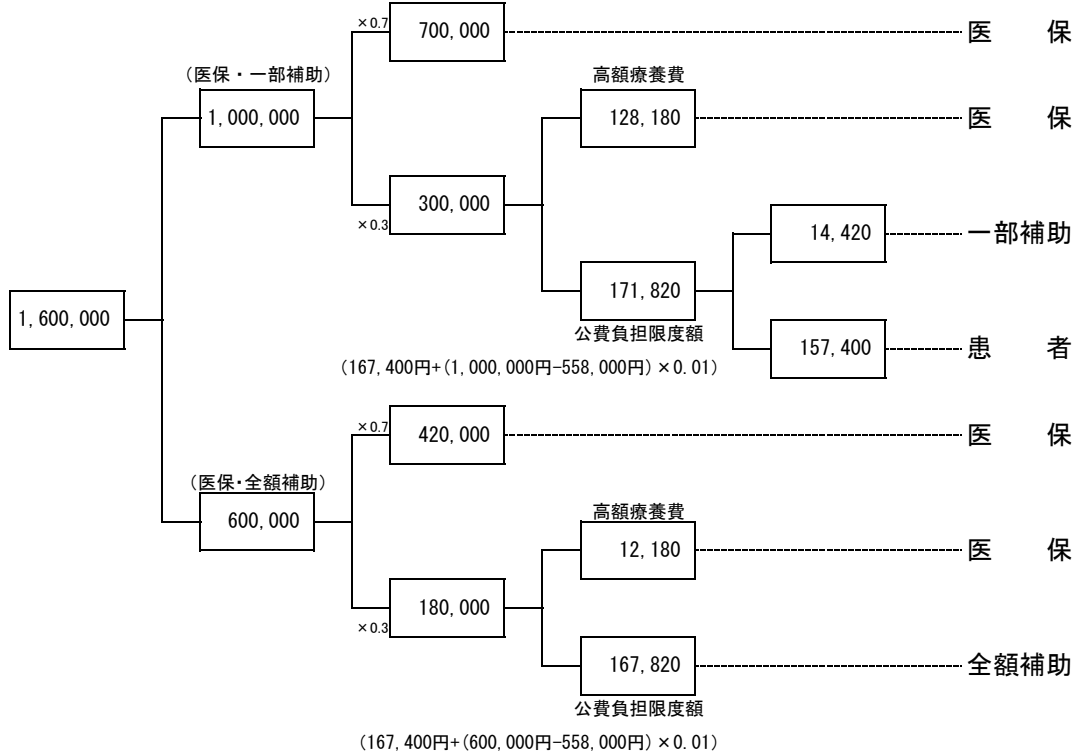 ×0.7
700,000
医　　保
(医保・一部補助)
1,000,000
高額療養費
128,180
医　　保
300,000
×0.3
14,420
一部補助
171,820
公費負担限度額
157,400
患　　者
(167,400円+(1,000,000円-558,000円)×0.01)
1,600,000
×0.7
420,000
医　　保
(医保・全額補助)
600,000
高額療養費
12,180
医　　保
180,000
×0.3
167,820
全額補助
公費負担限度額
(167,400円+(600,000円-558,000円)×0.01)